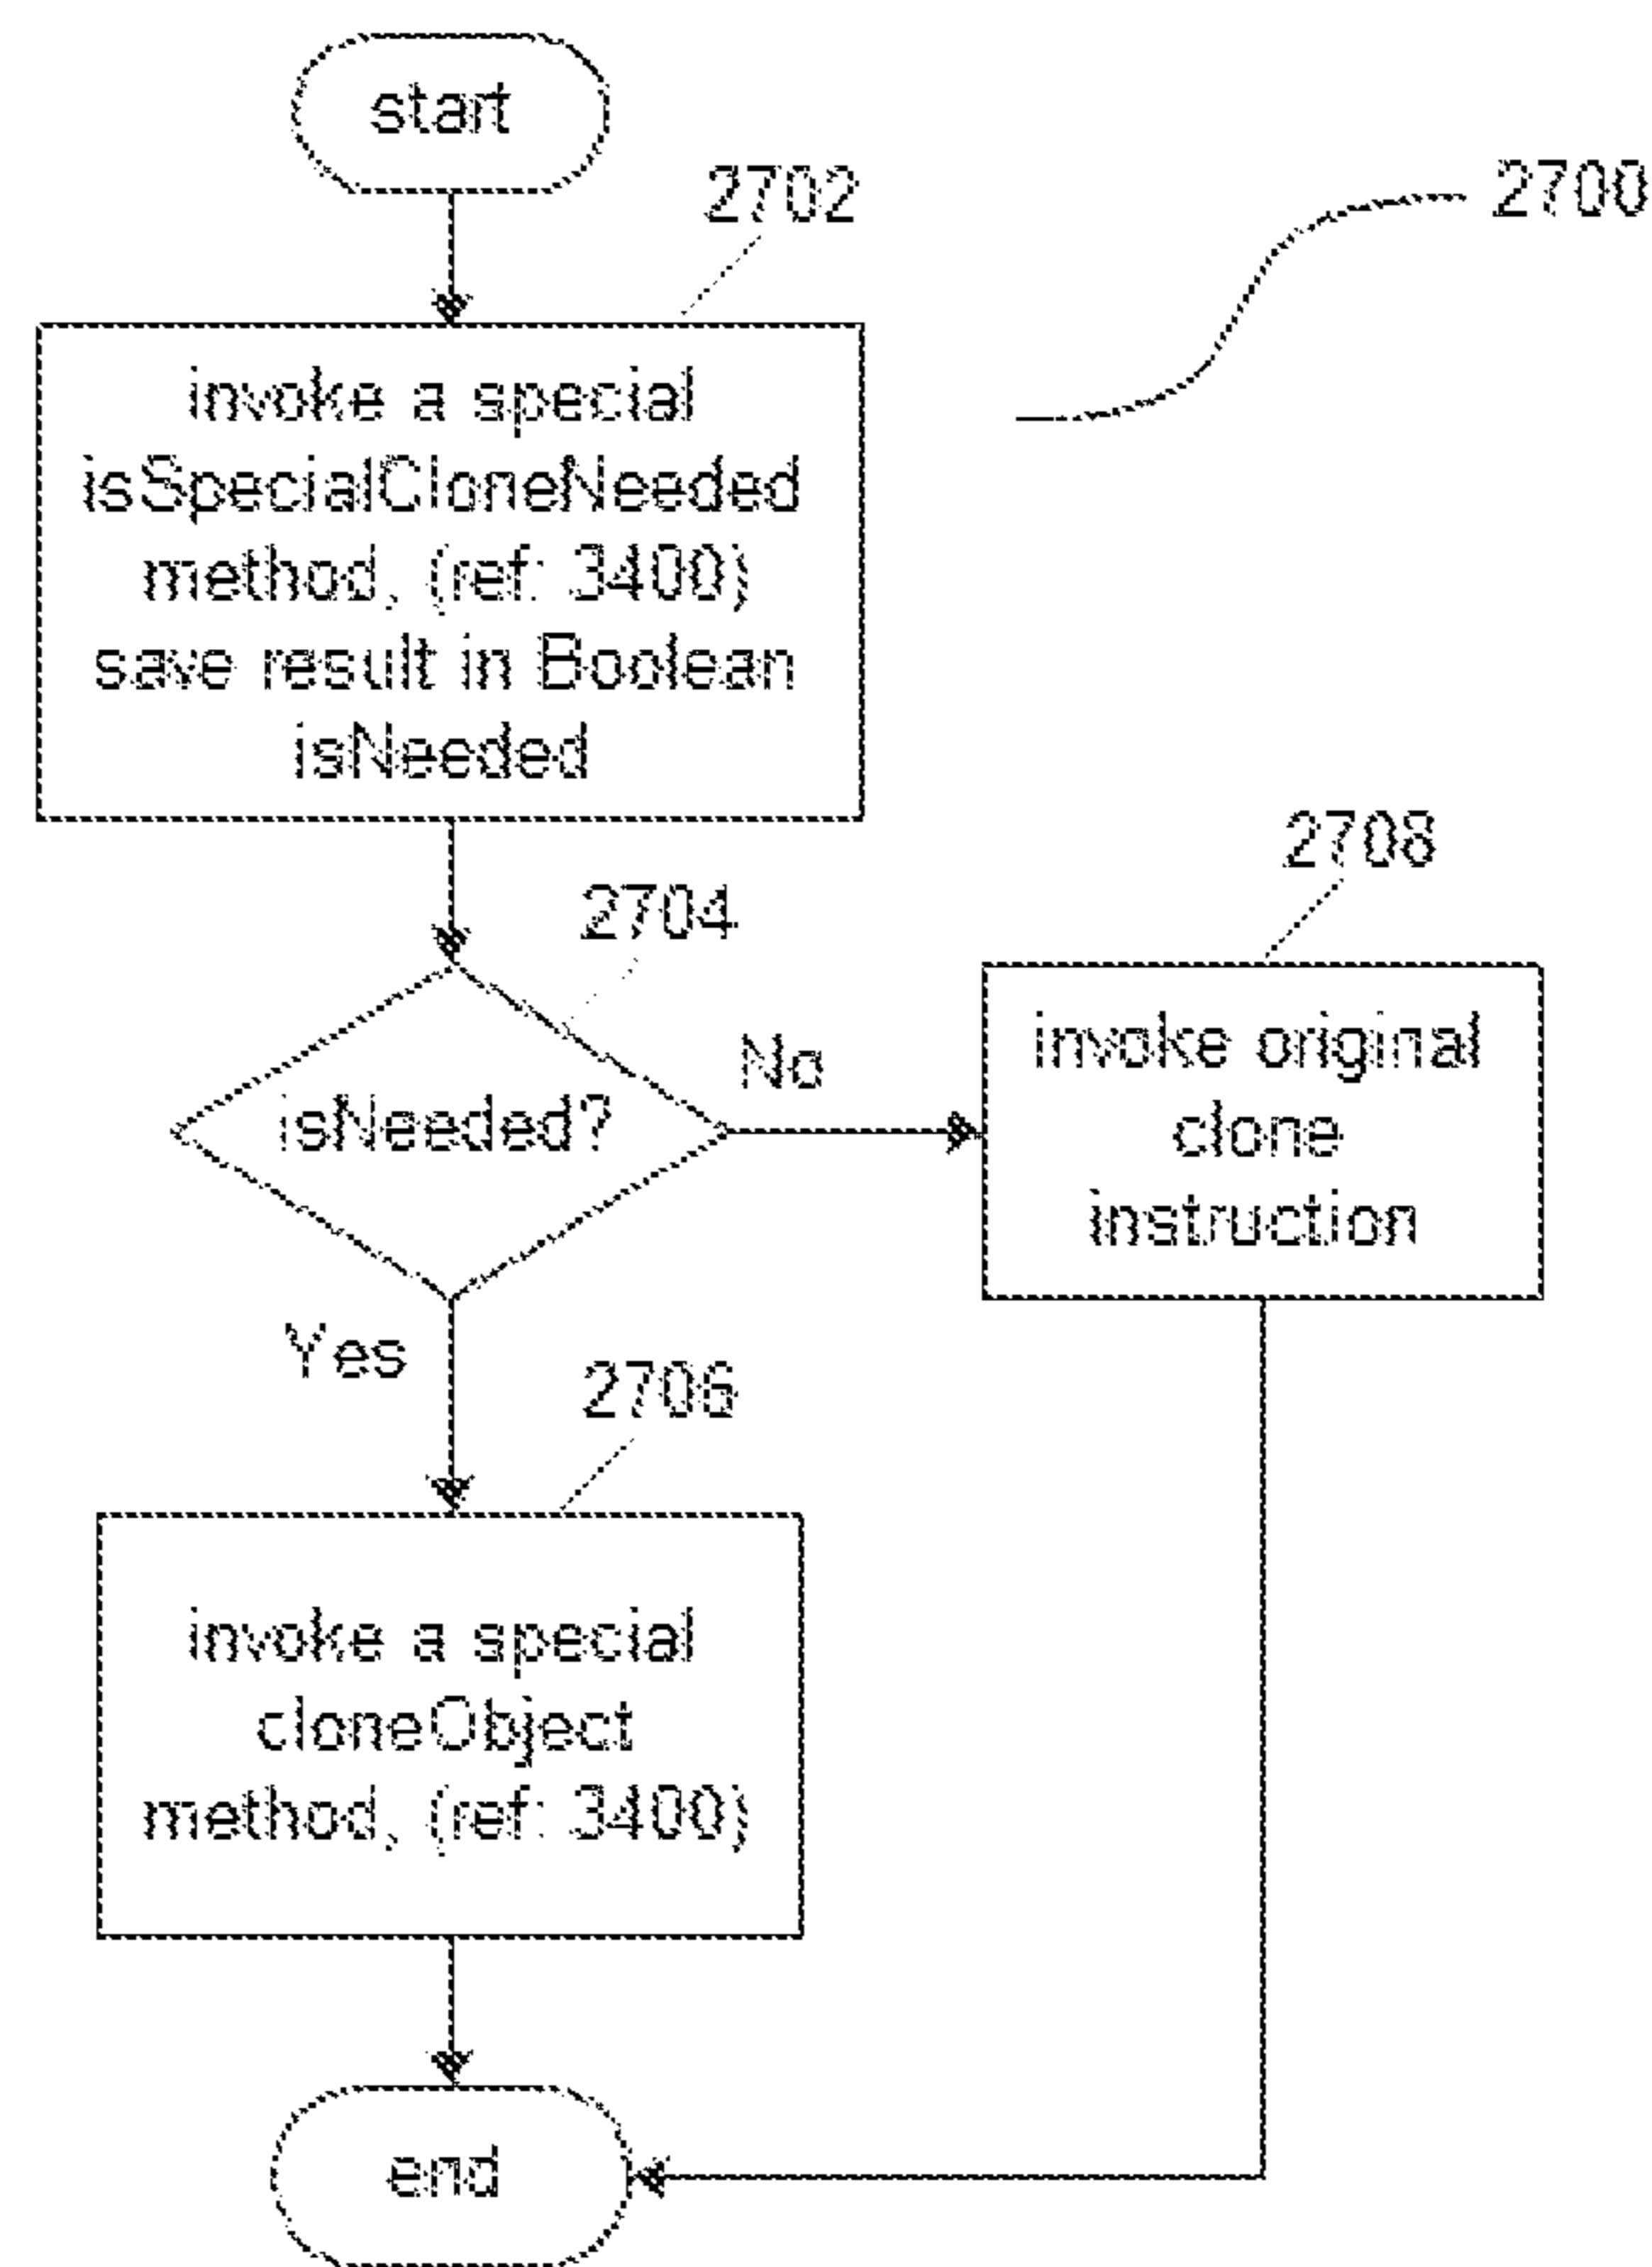 start
2702
2700
invoke a special
isSpecialCloneNeeded
method, (ref: 3400)
save result in Boolean
isNeeded
2708
2704
invoke original
clone
instruction
No
isNeeded?
Yes
2706
invoke a special
cloneObject
method, (ref: 3400)
end